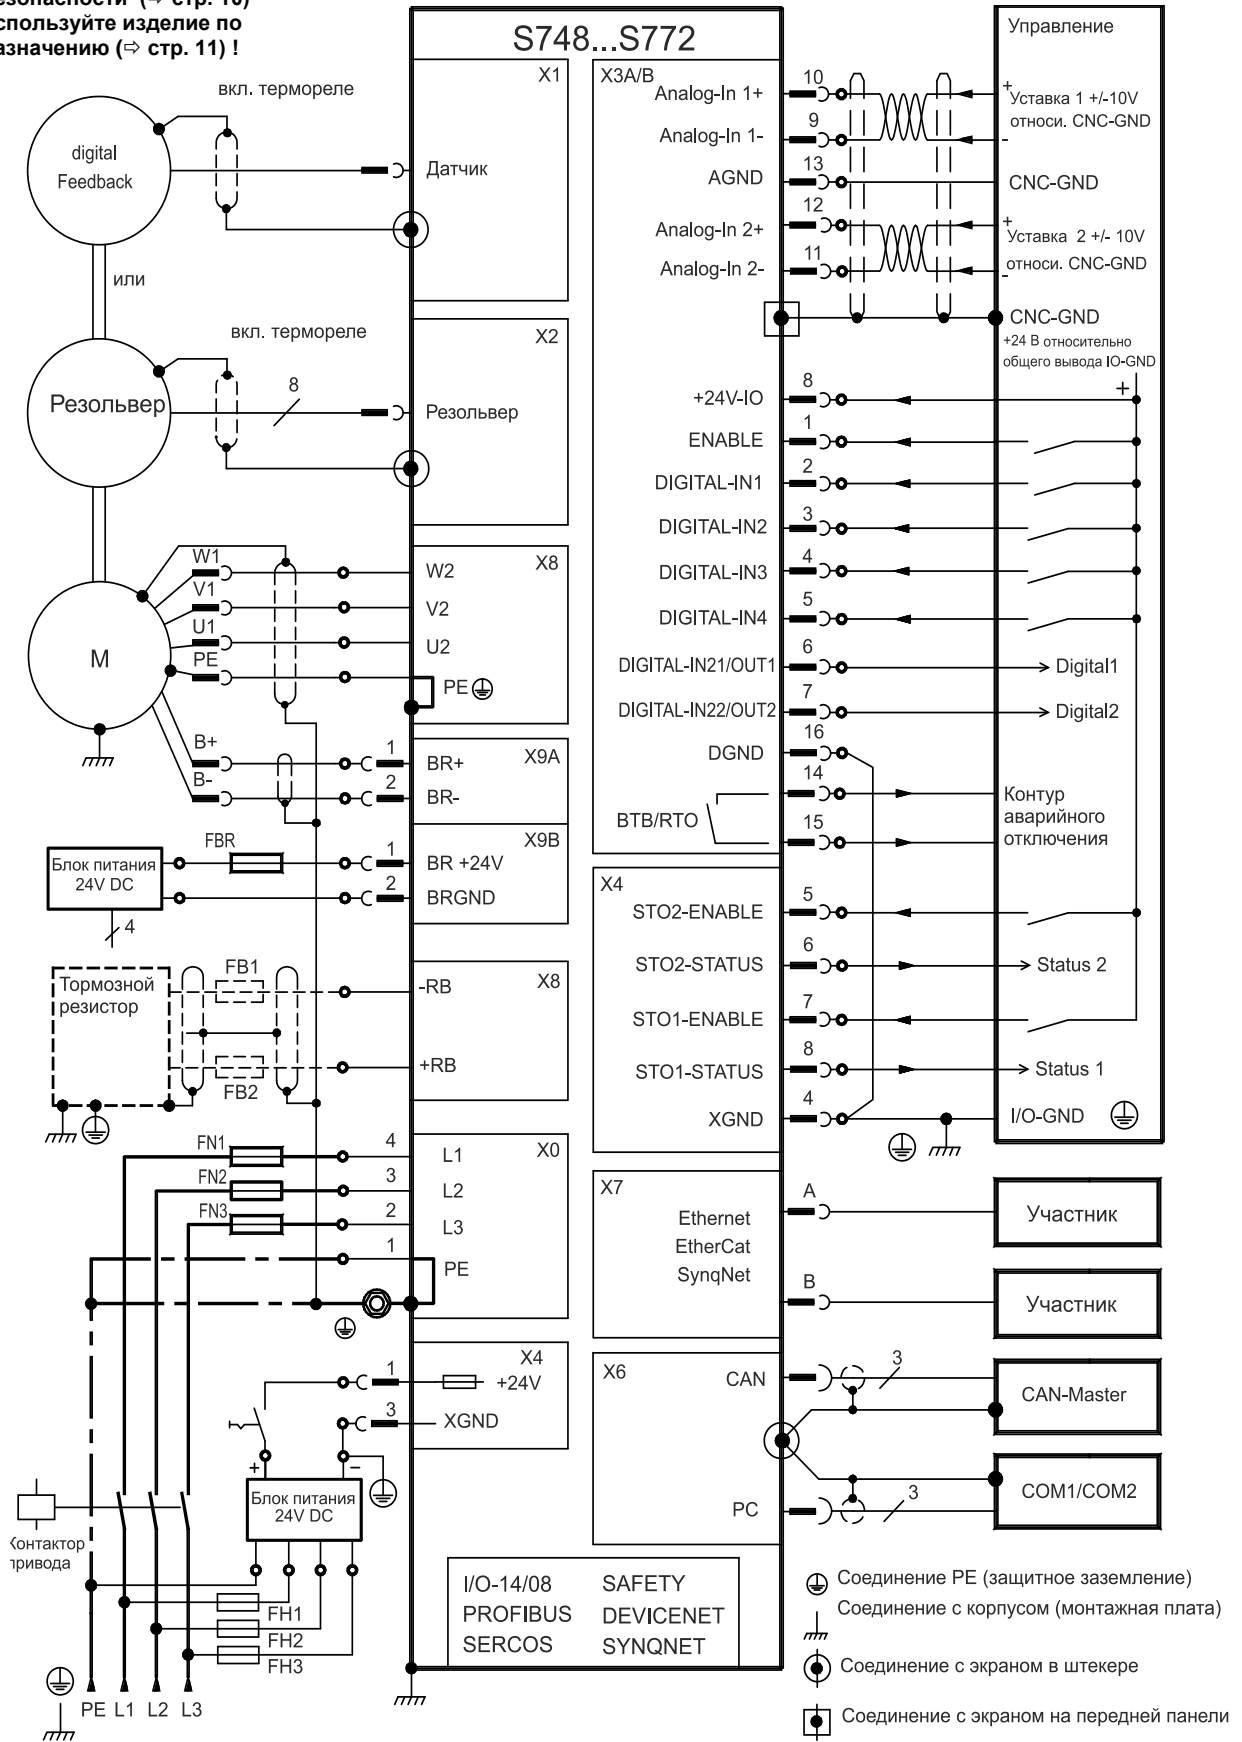 (⇨ стр. 10)
спользуйте изделие по
азначению (⇨ стр. 11) !
S748...S772
вкл. термореле
digital
Feedback
X1
Датчик
или
вкл. термореле
Резольвер
8
X2
Резольвер
W1
V1
U1
PE
M
X8
W2
V2
U2
PE
B+
B-
1
2
BR+
BR-
X9A
FBR
Блок питания
24V DC
4
1
2
BR +24V
BRGND
X9B
Тормозной
резистор
FB1
FB2
-RB
+RB
X8
FN1
FN2
FN3
4
3
2
1
L1
L2
L3
PE
X0
1
3
X4
+24V
XGND
+
–
Блок питания
24V DC
Контактор
привода
FH1
FH2
FH3
PE L1 L2 L3
X3A/B
Analog-In 1+
Analog-In 1-
AGND
Analog-In 2+
Analog-In 2-
+24V-IO
ENABLE
DIGITAL-IN1
DIGITAL-IN2
DIGITAL-IN3
DIGITAL-IN4
DIGITAL-IN21/OUT1
DIGITAL-IN22/OUT2
DGND
BTB/RTO
10
9
13
12
11
8
1
2
3
4
5
6
7
16
14
15
X4
STO2-ENABLE
STO2-STATUS
STO1-ENABLE
STO1-STATUS
XGND
5
6
7
8
4
X7
Ethernet
EtherCat
SynqNet
A
B
X6
CAN
PC
3
3
I/O-14/08 SAFETY
PROFIBUS DEVICENET
SERCOS SYNQNET
Управление
+
Уставка 1 +/-10V
относи. CNC-GND
-
CNC-GND
+
Уставка 2 +/- 10V
относи. CNC-GND
-
CNC-GND
+24 В относительно
общего вывода IO-GND
+
Digital1
Digital2
Контур
аварийного
отключения
Status 2
Status 1
I/O-GND
Участник
Участник
CAN-Master
COM1/COM2
Соединение PE (защитное заземление)
Соединение с корпусом (монтажная плата)
Соединение с экраном в штекере
Соединение с экраном на передней панели